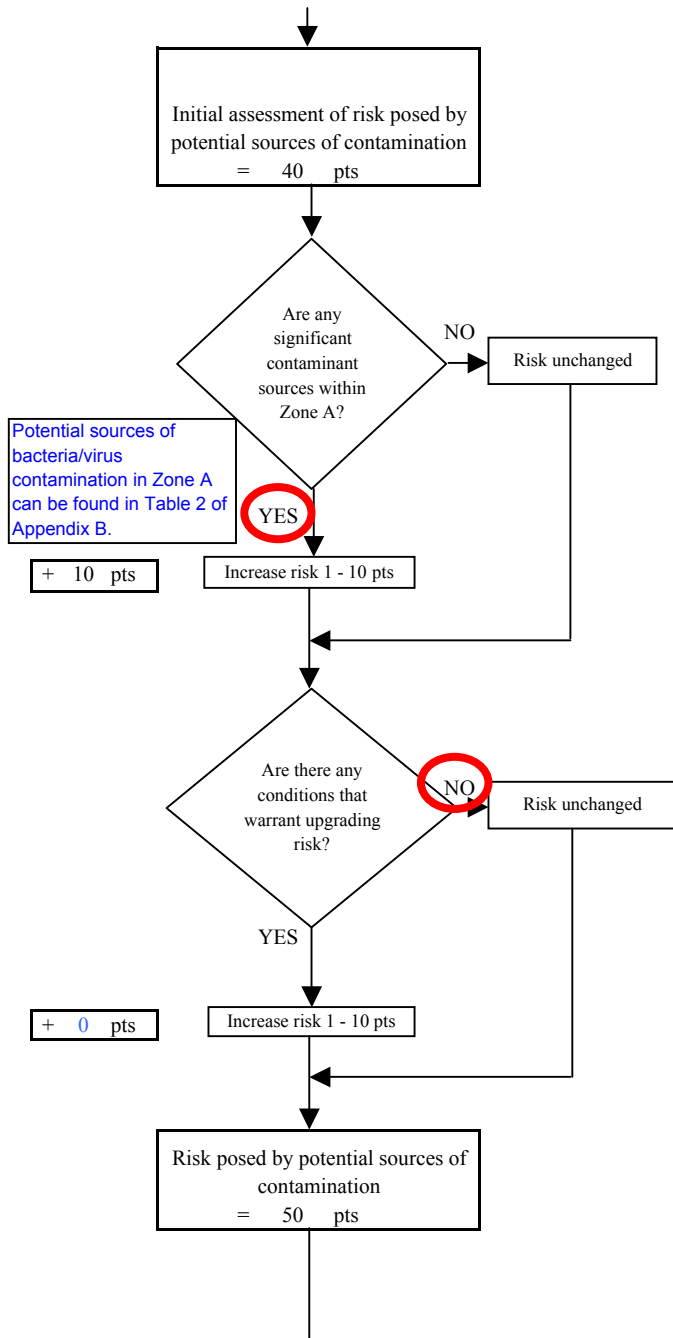 Initial assessment of risk posed by
potential sources of contamination
= 40 pts
Are any
significant
contaminant
sources within
Zone A?
NO
Risk unchanged
Potential sources of
bacteria/virus
contamination in Zone A
can be found in Table 2 of
Appendix B.
YES
+ 10 pts
Increase risk 1 - 10 pts
Are there any
conditions that
warrant upgrading
risk?
NO
Risk unchanged
YES
+ 0 pts
Increase risk 1 - 10 pts
Risk posed by potential sources of
contamination
= 50 pts